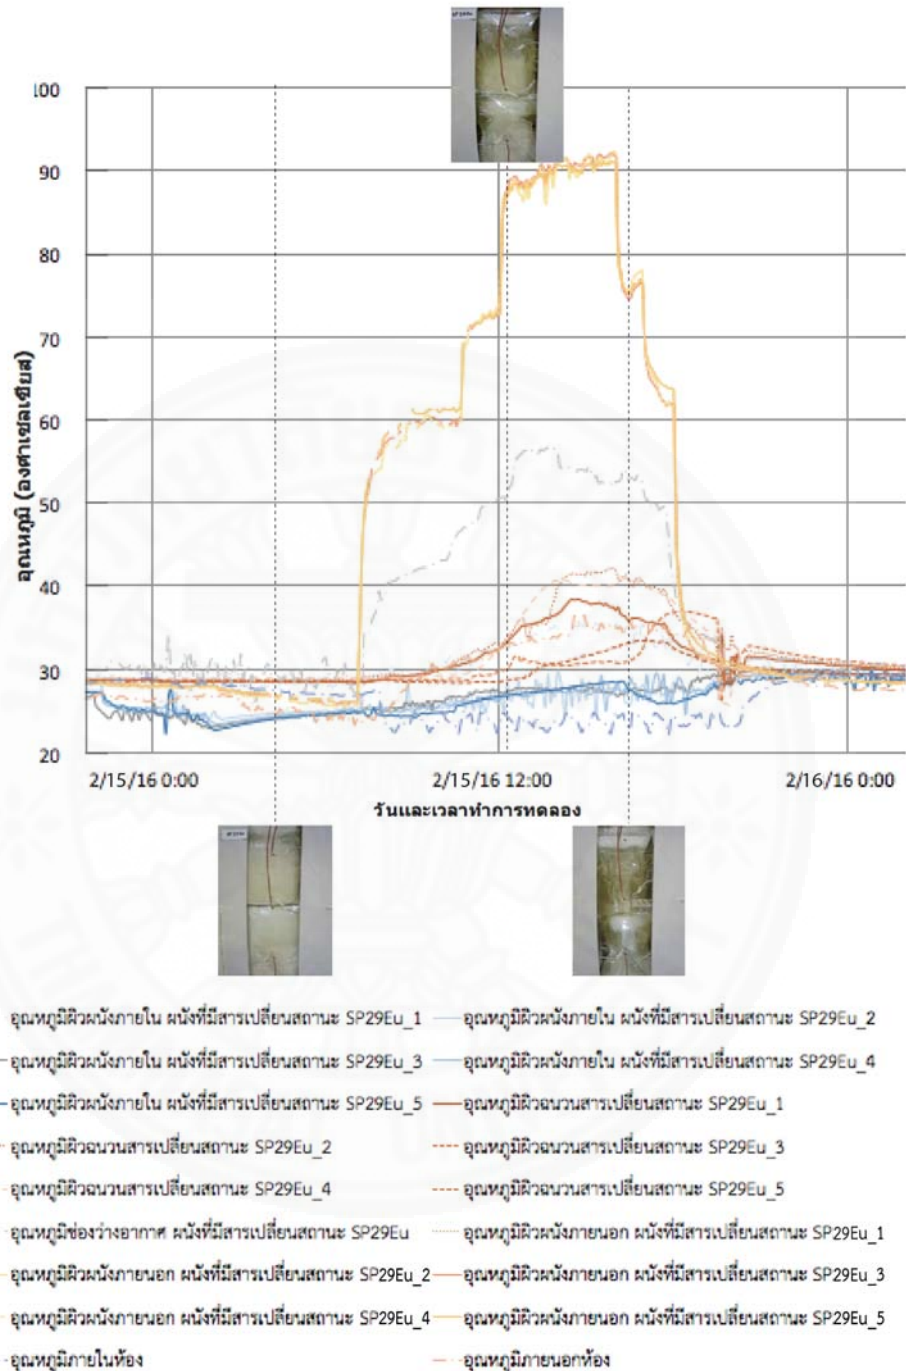 100
90
80
70
60
50
40
30
20
อุณหภูมิ (องศาเซลเซียส)
2/15/16 0:00 2/15/16 12:00 2/16/16 0:00
วันและเวลาทำการทดลอง
อุณหภูมิผิวผนังภายใน ผนังที่มีสารเปลี่ยนสถานะ SP29Eu_1 อุณหภูมิผิวผนังภายใน ผนังที่มีสารเปลี่ยนสถานะ SP29Eu_2
อุณหภูมิผิวผนังภายใน ผนังที่มีสารเปลี่ยนสถานะ SP29Eu_3 อุณหภูมิผิวผนังภายใน ผนังที่มีสารเปลี่ยนสถานะ SP29Eu_4
อุณหภูมิผิวผนังภายใน ผนังที่มีสารเปลี่ยนสถานะ SP29Eu_5 อุณหภูมิผิวฉนวนสารเปลี่ยนสถานะ SP29Eu_1
อุณหภูมิผิวฉนวนสารเปลี่ยนสถานะ SP29Eu_2 อุณหภูมิผิวฉนวนสารเปลี่ยนสถานะ SP29Eu_3
อุณหภูมิผิวฉนวนสารเปลี่ยนสถานะ SP29Eu_4 อุณหภูมิผิวฉนวนสารเปลี่ยนสถานะ SP29Eu_5
อุณหภูมิช่องว่างอากาศ ผนังที่มีสารเปลี่ยนสถานะ SP29Eu อุณหภูมิผิวผนังภายนอก ผนังที่มีสารเปลี่ยนสถานะ SP29Eu_1
อุณหภูมิผิวผนังภายนอก ผนังที่มีสารเปลี่ยนสถานะ SP29Eu_2 อุณหภูมิผิวผนังภายนอก ผนังที่มีสารเปลี่ยนสถานะ SP29Eu_3
อุณหภูมิผิวผนังภายนอก ผนังที่มีสารเปลี่ยนสถานะ SP29Eu_4 อุณหภูมิผิวผนังภายนอก ผนังที่มีสารเปลี่ยนสถานะ SP29Eu_5
อุณหภูมิภายในห้อง อุณหภูมิภายนอกห้อง